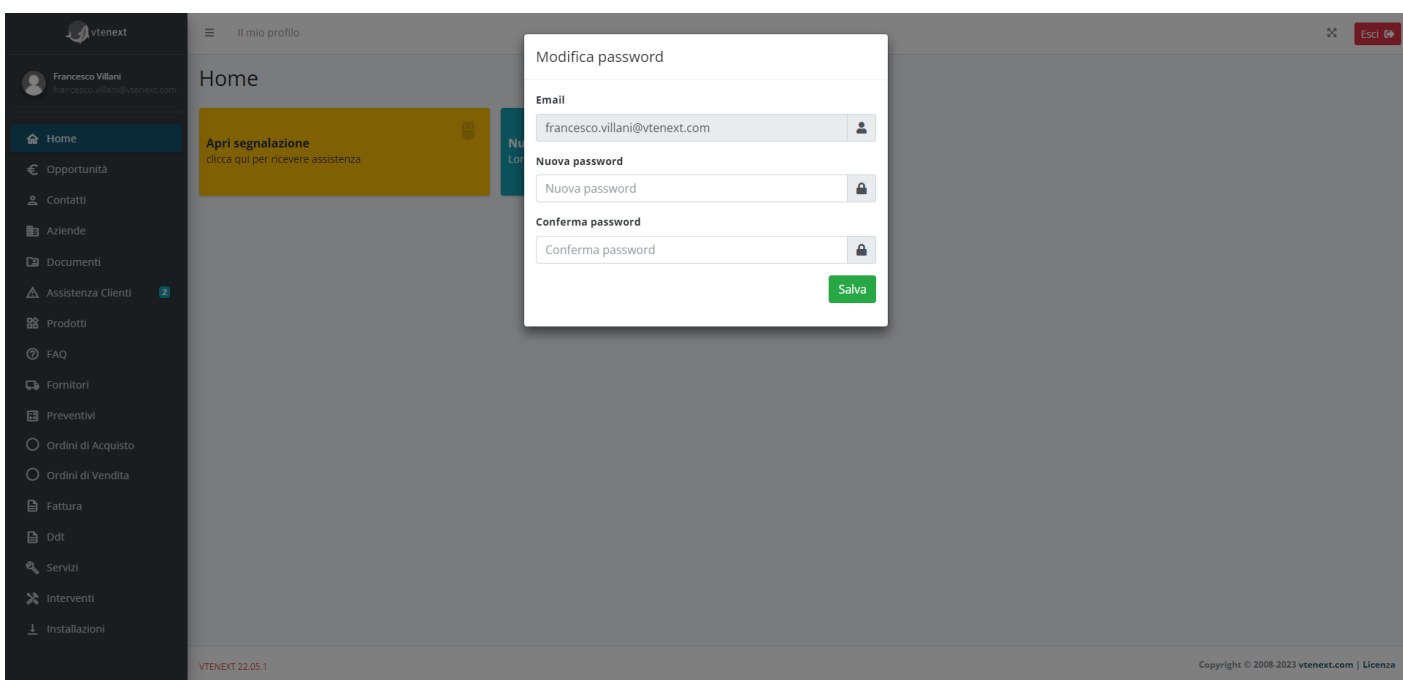 vtenext
Il mio profilo
Esci
Francesco Villani
francesco.villani@vtenext.com
Home
Opportunità
Contatti
Aziende
Documenti
Assistenza Clienti 2
Prodotti
FAQ
Fornitori
Preventivi
Ordini di Acquisto
Ordini di Vendita
Fattura
Ddt
Servizi
Interventi
Installazioni
Home
Apri segnalazione
clicca qui per ricevere assistenza
Nu
Lor
Modifica password
Email
francesco.villani@vtenext.com
Nuova password
Nuova password
Conferma password
Conferma password
Salva
VTENEXT 22.05.1
Copyright © 2008-2023 vtenext.com | Licenza